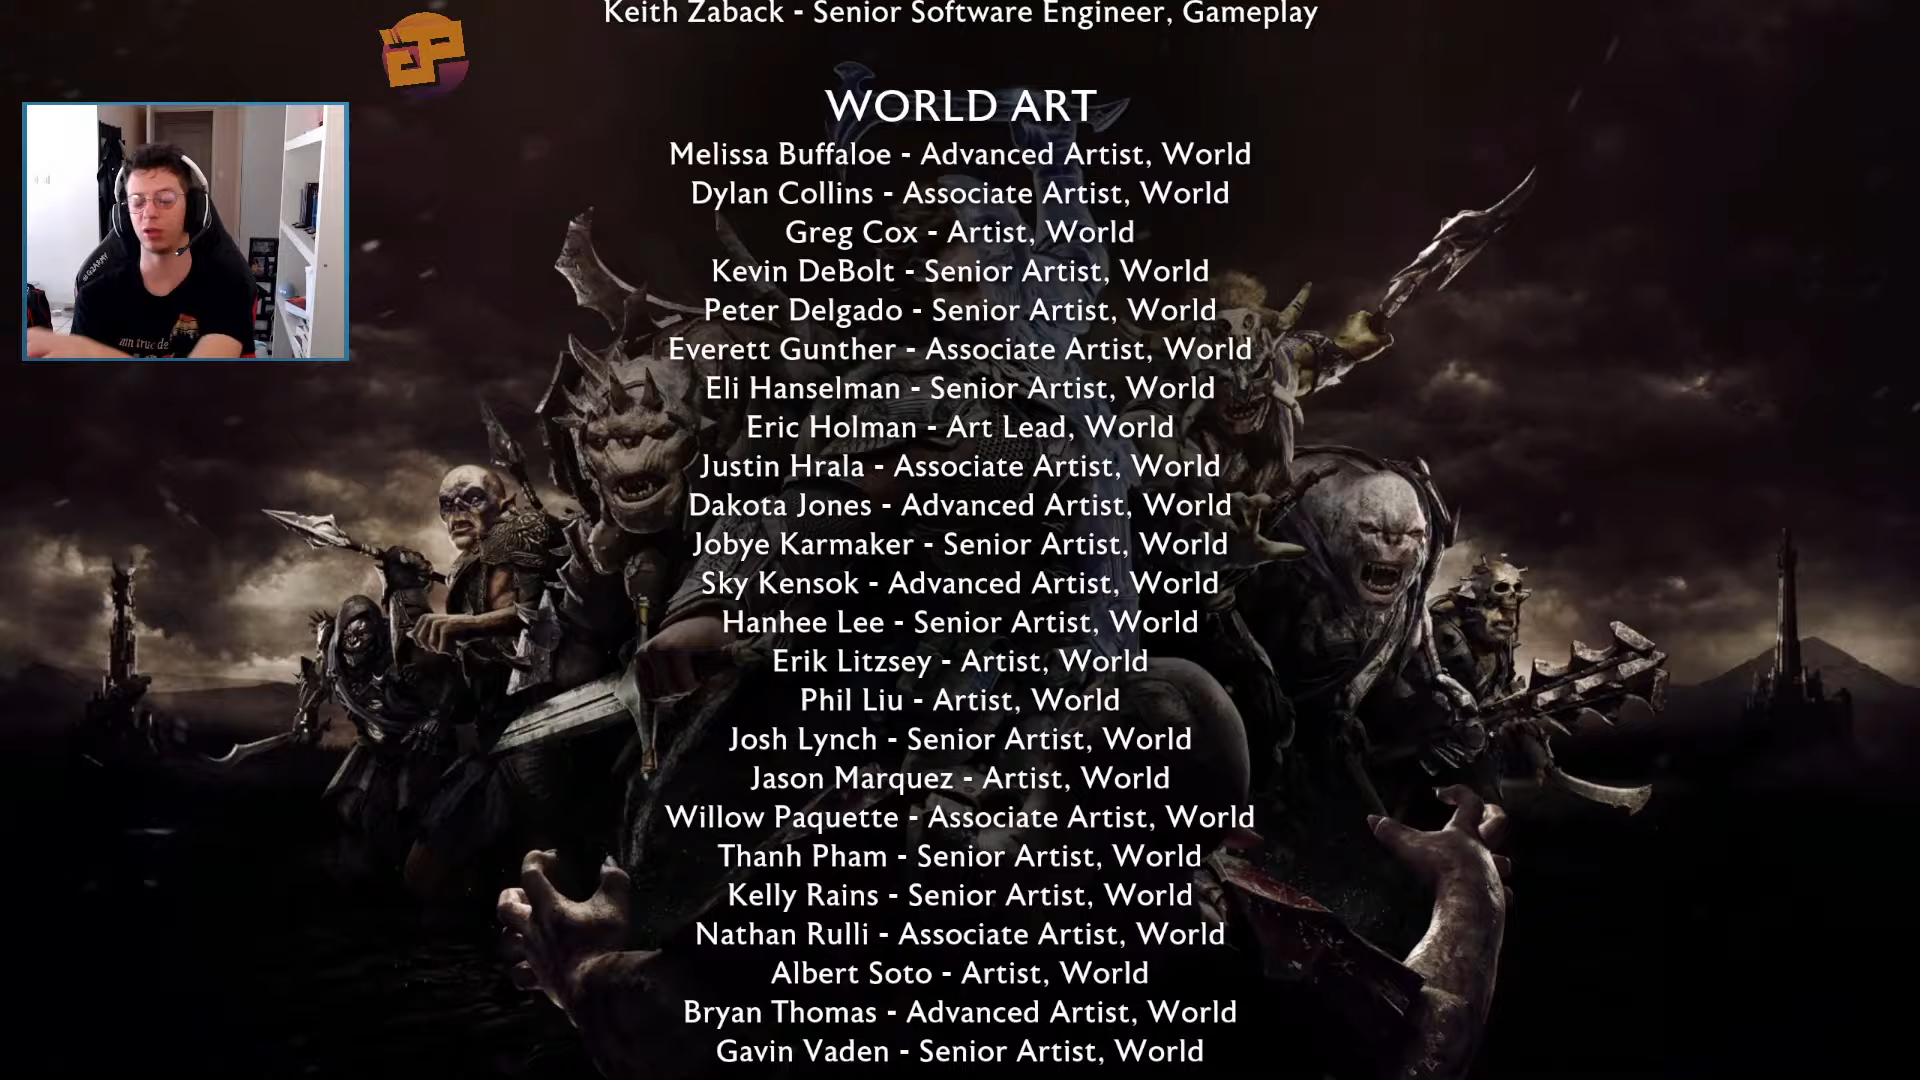 Keith Zaback - Senior Software Engineer, Gameplay
WORLD ART
Melissa Buffaloe - Advanced Artist, World
Dylan Collins - Associate Artist, World
Greg Cox - Artist, World
Kevin DeBolt - Senior Artist, World
Peter Delgado - Senior Artist, World
Everett Gunther - Associate Artist, World
Eli Hanselman - Senior Artist, World
Eric Holman - Art Lead, World
Justin Hrala - Associate Artist, World
Dakota Jones - Advanced Artist, World
Jobye Karmaker - Senior Artist, World
Sky Kensok - Advanced Artist, World
Hanhee Lee - Senior Artist, World
Erik Litzsey - Artist, World
Phil Liu - Artist, World
Josh Lynch - Senior Artist, World
Jason Marquez - Artist, World
Willow Paquette - Associate Artist, World
Thanh Pham - Senior Artist, World
Kelly Rains - Senior Artist, World
Nathan Rulli - Associate Artist, World
Albert Soto - Artist, World
Bryan Thomas - Advanced Artist, World
Gavin Vaden - Senior Artist, World
#G2ARMY
truc de